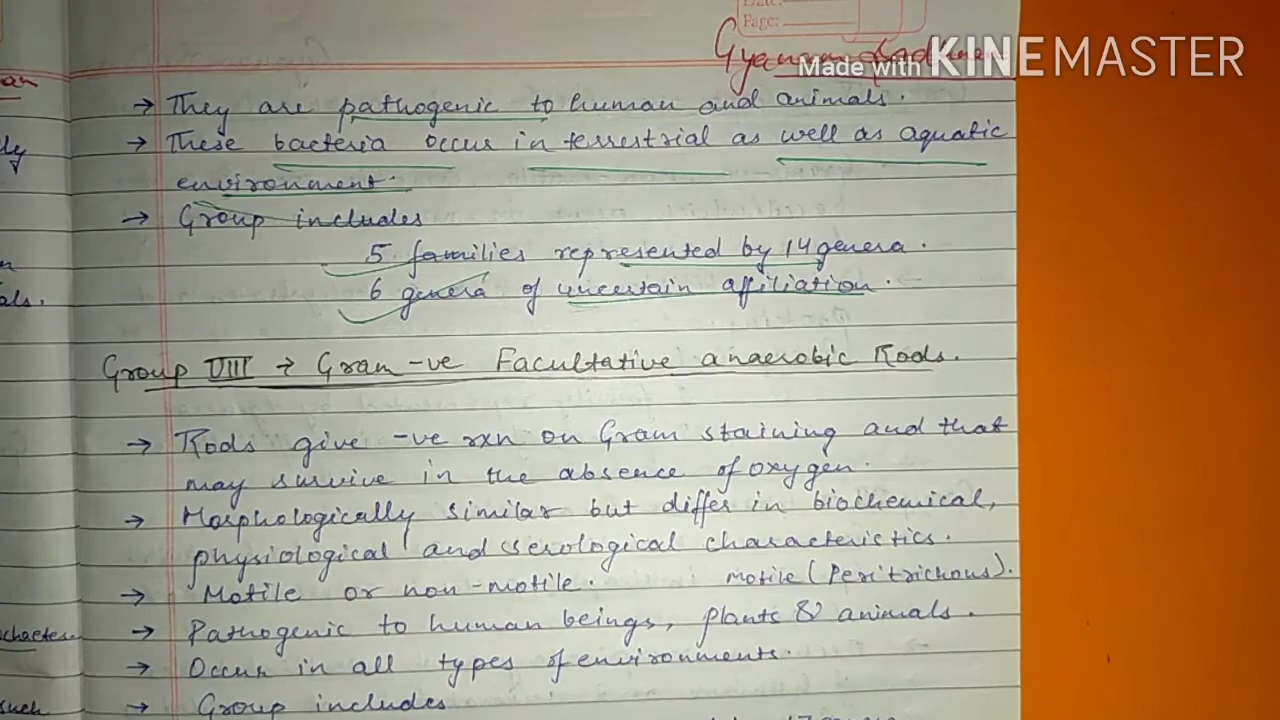 Page:
Gyanam
Made with KINEMASTER
→ They are pathogenic to human and animals.
→ These bacteria occur in terrestrial as well as aquatic
environment.
→ Group includes
5 families represented by 14 genera.
6 genera of uncertain affiliation.
Group VIII → Gram -ve Facultative anaerobic Rods.
→ Rods give -ve rxn on Gram staining and that
may survive in the absence of oxygen.
→ Morphologically similar but differ in biochemical,
physiological and serological characteristics.
→ Motile or non-motile. motile (Peritrichous).
→ Pathogenic to human beings, plants & animals.
→ Occur in all types of environments.
→ Group includes